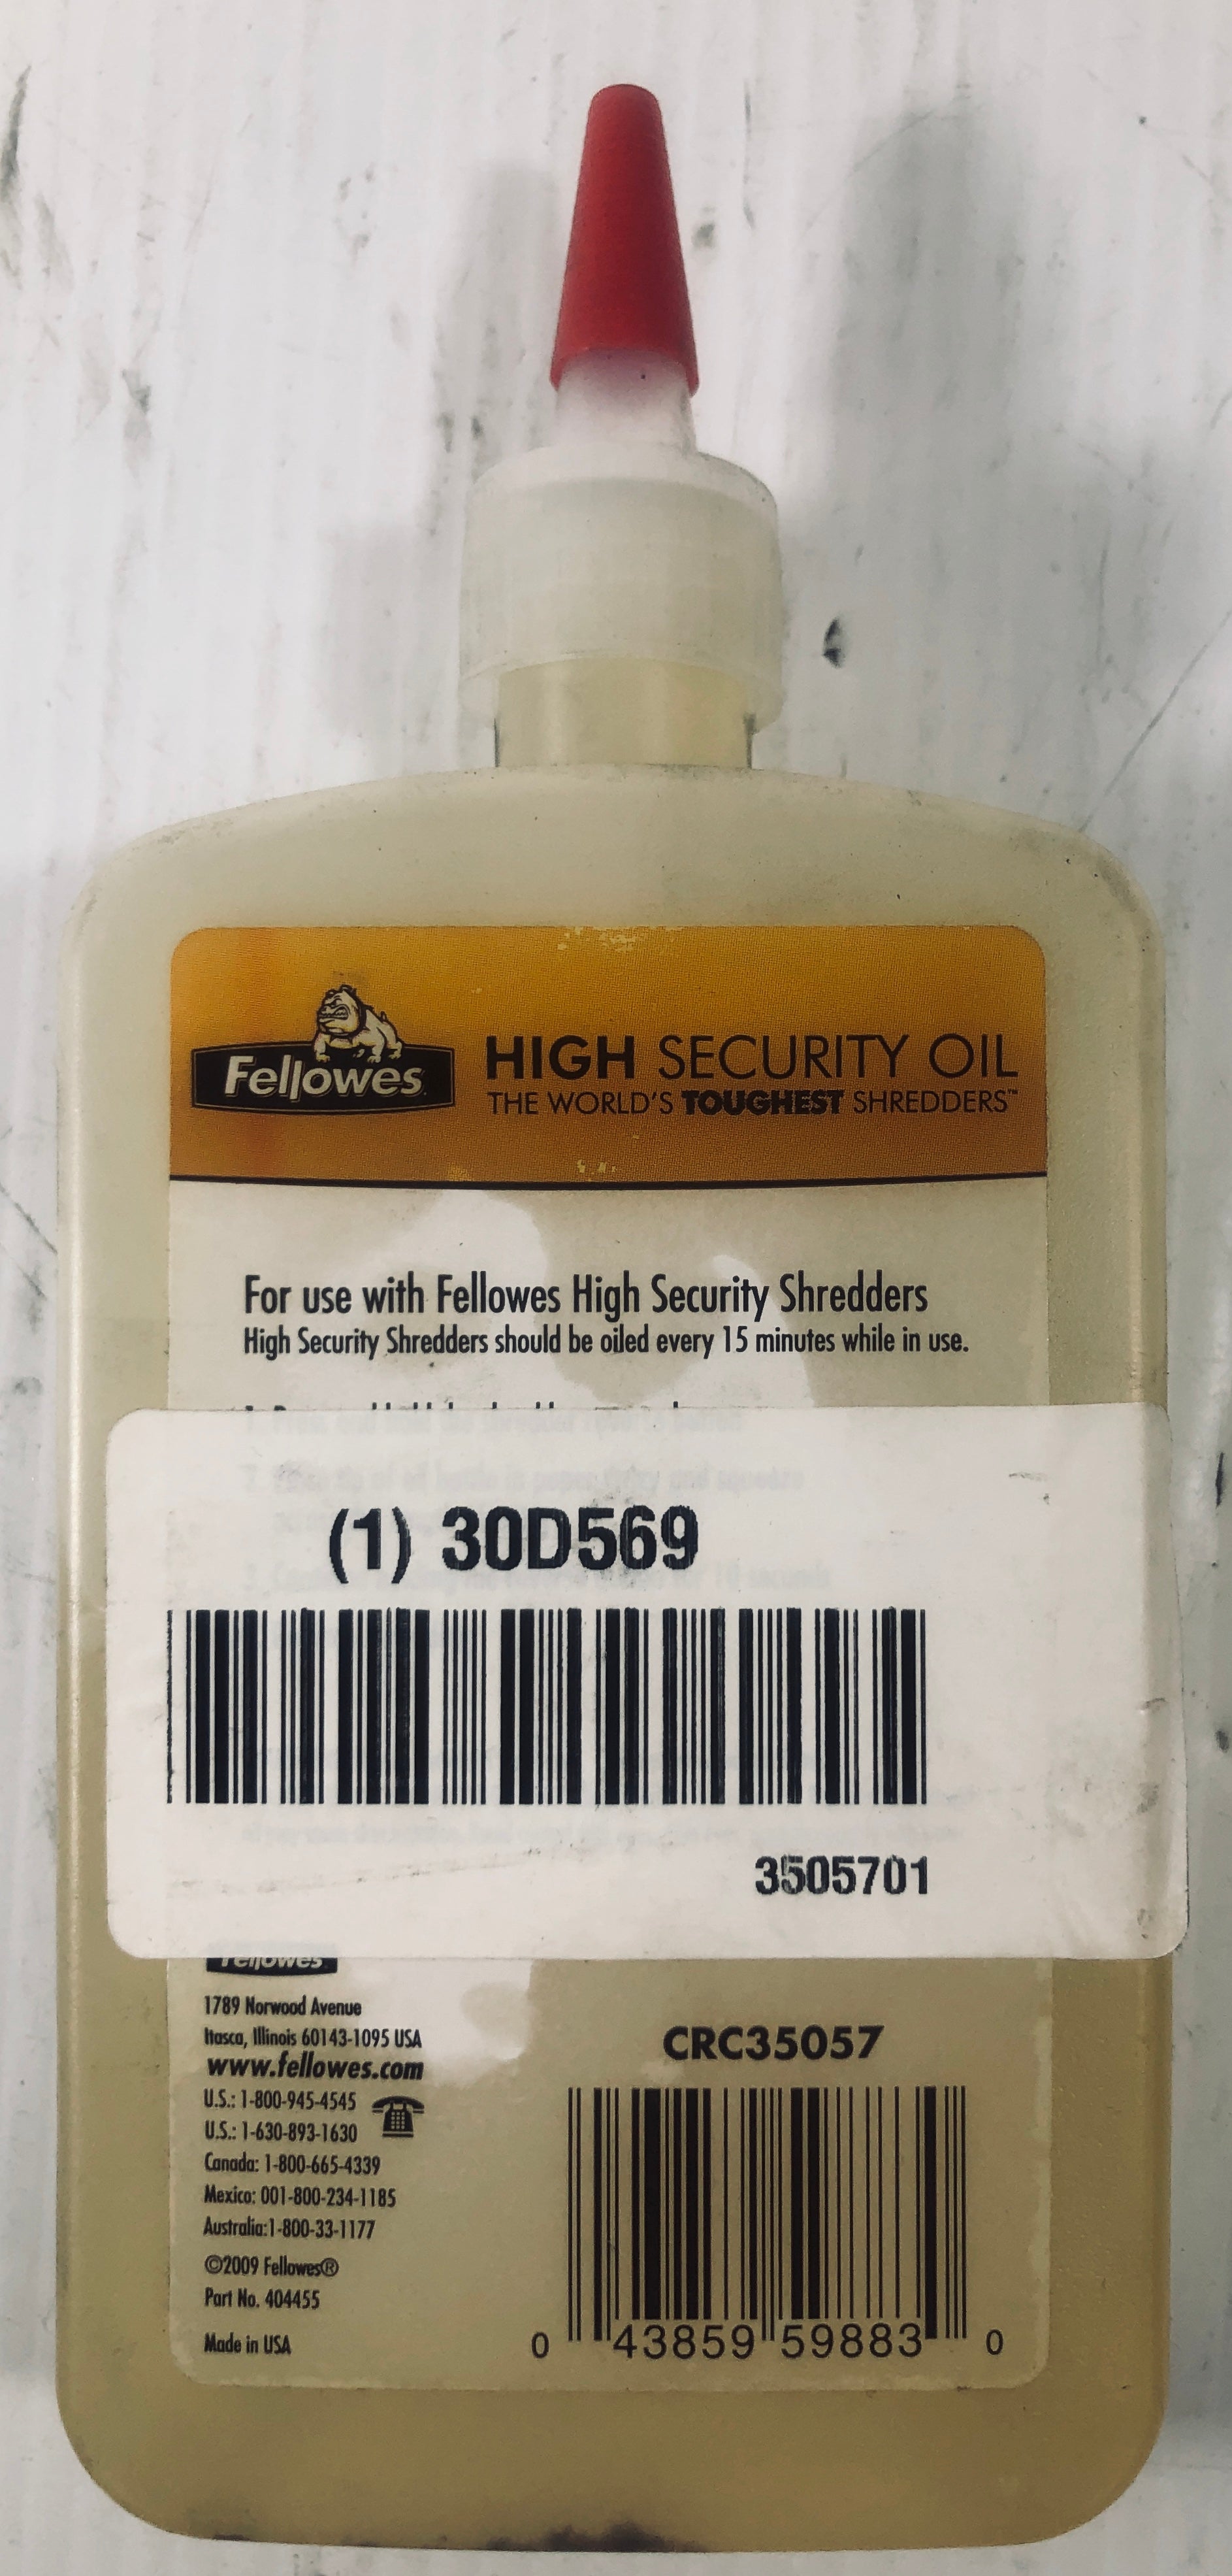 Fellowes
HIGH SECURITY OIL
THE WORLD'S TOUGHEST SHREDDERS™
For use with Fellowes High Security Shredders
High Security Shredders should be oiled every 15 minutes while in use.
(1) 30D569
3505701
Fellowes
1789 Norwood Avenue
Itasca, Illinois 60143-1095 USA
www.fellowes.com
U.S.: 1-800-945-4545
U.S.: 1-630-893-1630
Canada: 1-800-665-4339
Mexico: 001-800-234-1185
Australia:1-800-33-1177
©2009 Fellowes®
Part No. 404455
Made in USA
CRC35057
0 43859 59883 0